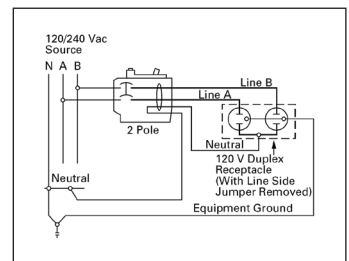 120/240 Vac
Source
N A B
Line B
Line A
2 Pole
Neutral
120 V Duplex
Receptacle
(With Line Side
Jumper Removed)
Neutral
Equipment Ground